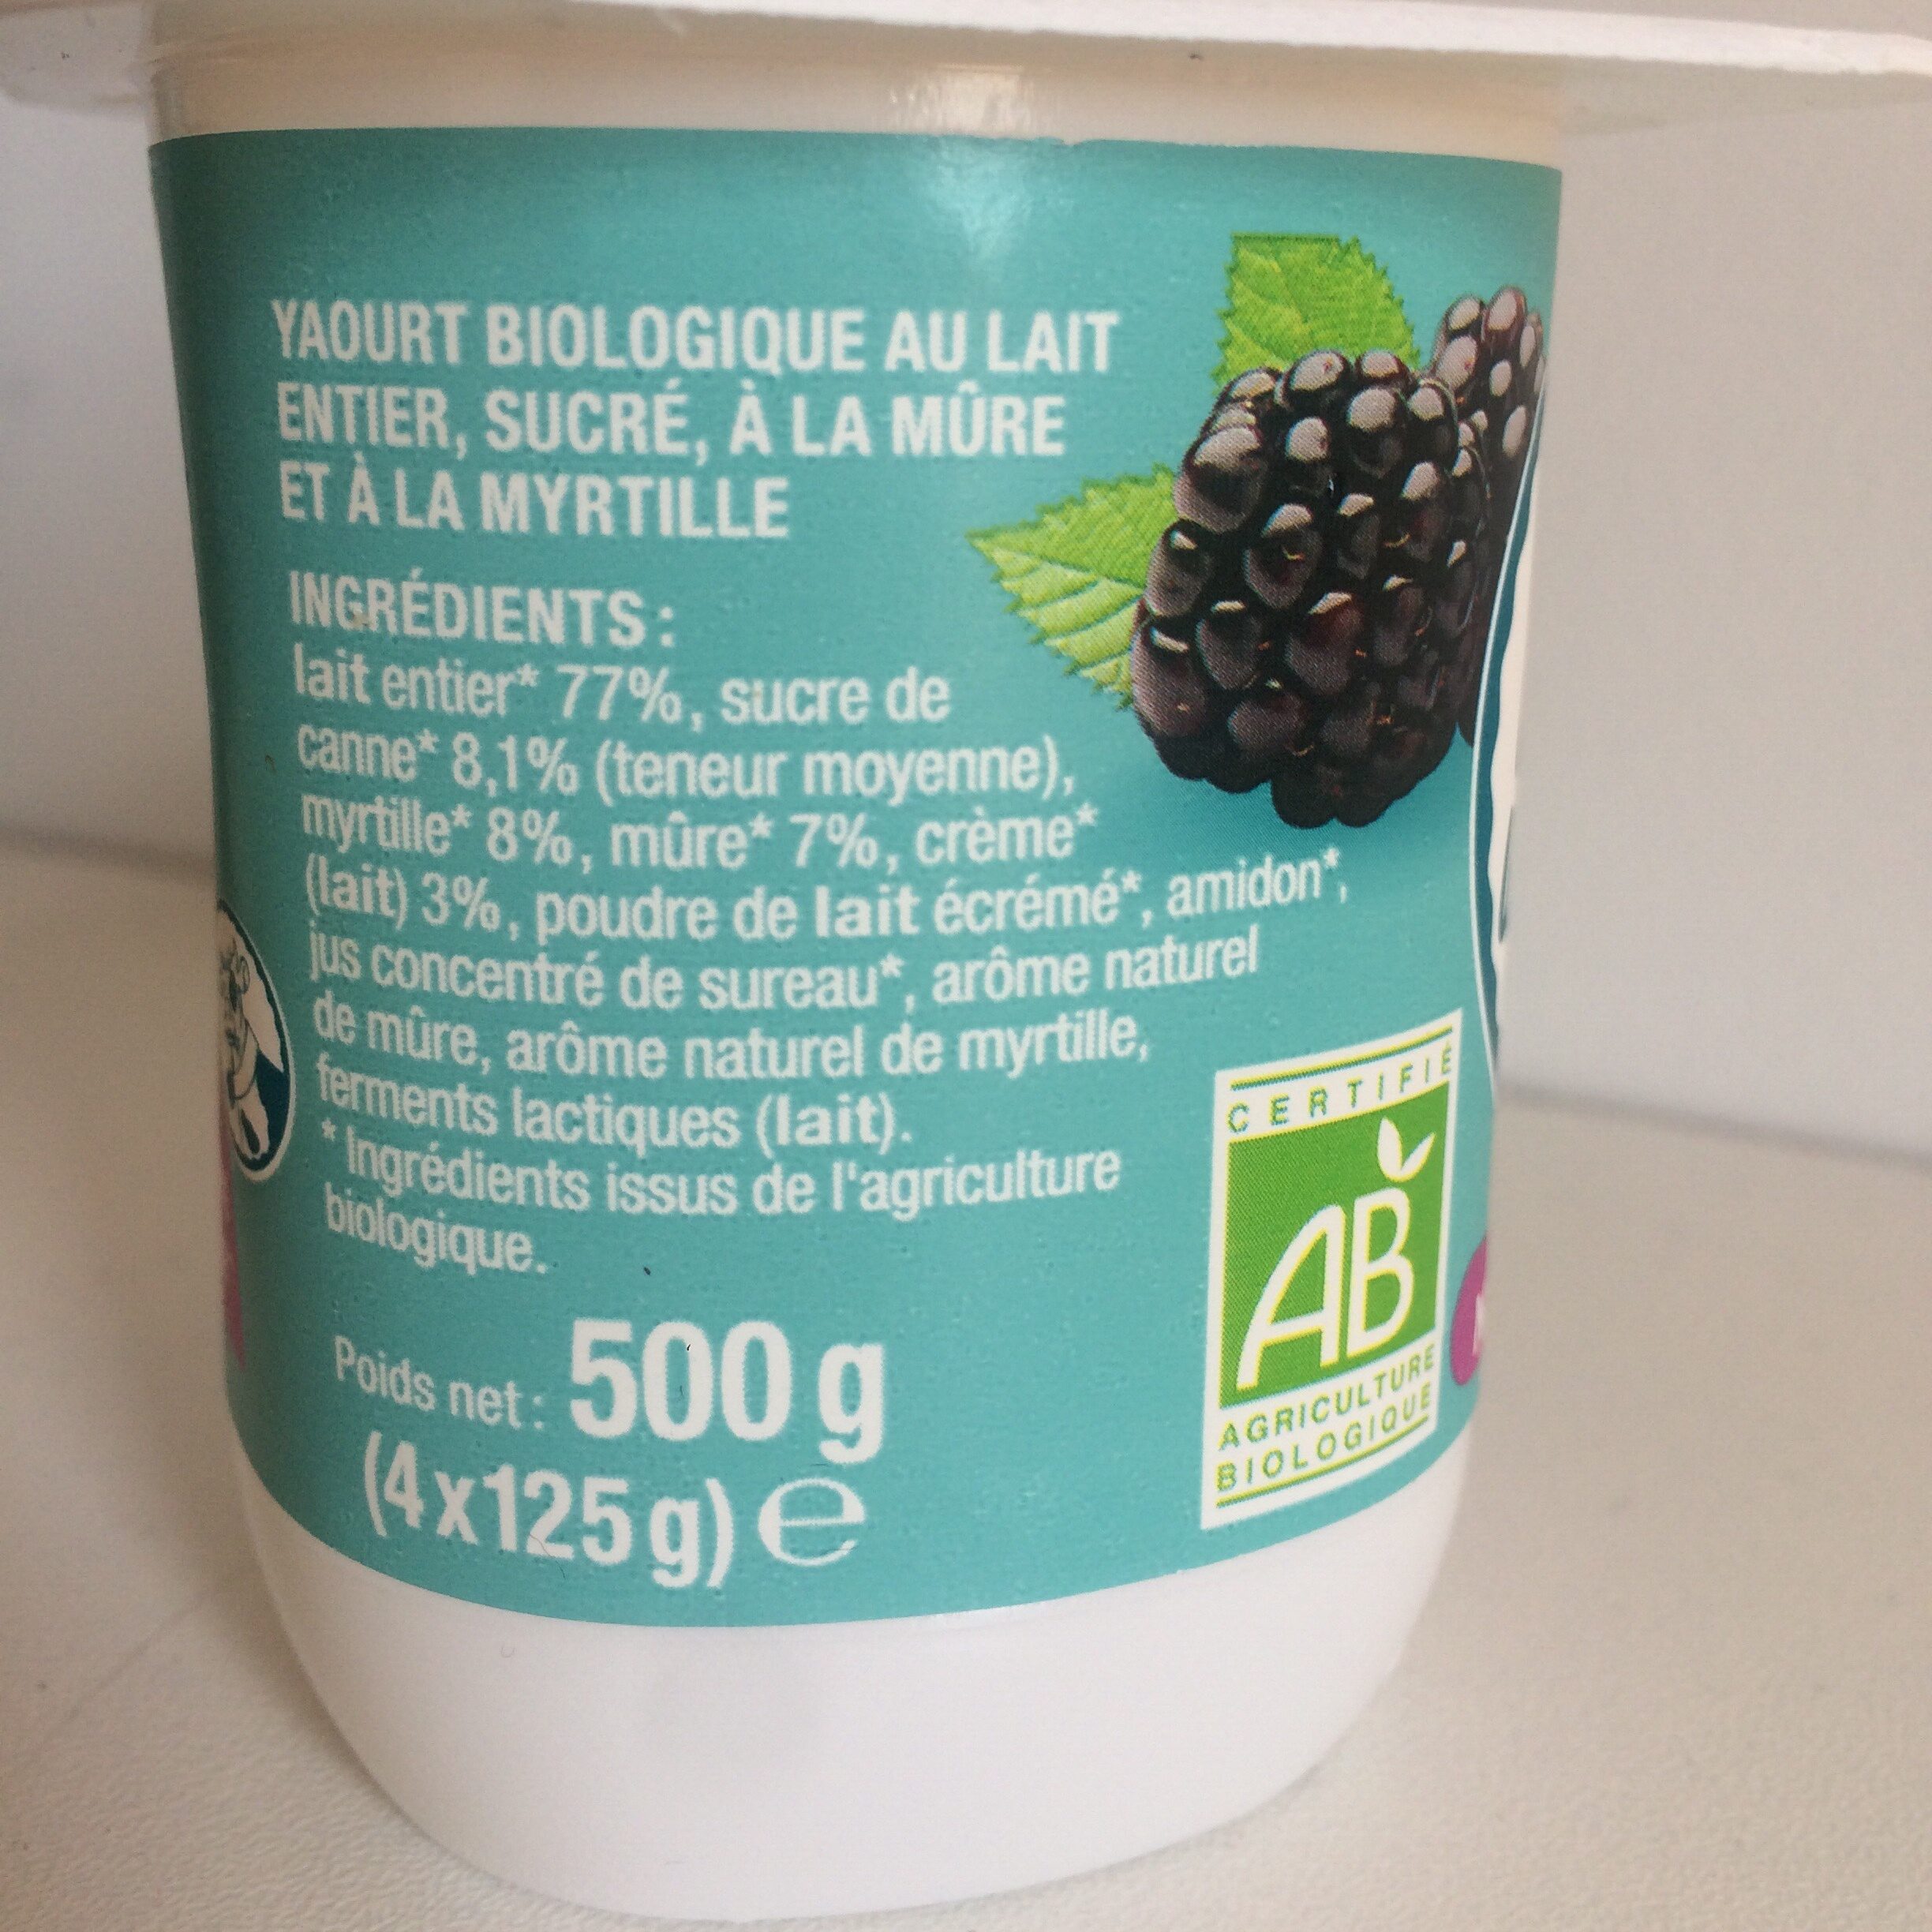 YAOURT BIOLOGIQUE AU LAIT
ENTIER, SUCRÉ, À LA MÛRE
ET À LA MYRTILLE
INGRÉDIENTS :
lait entier* 77%, sucre de
canne* 8,1% (teneur moyenne),
myrtille* 8%, mûre* 7%, crème*
(lait) 3%, poudre de lait écrémé*, amidon*,
jus concentré de sureau*, arôme naturel
de mûre, arôme naturel de myrtille,
ferments lactiques (lait).
* Ingrédients issus de l'agriculture
biologique.
Poids net : 500 g
(4x125 g) e
CERTIFIÉ
AB
AGRICULTURE
BIOLOGIQUE